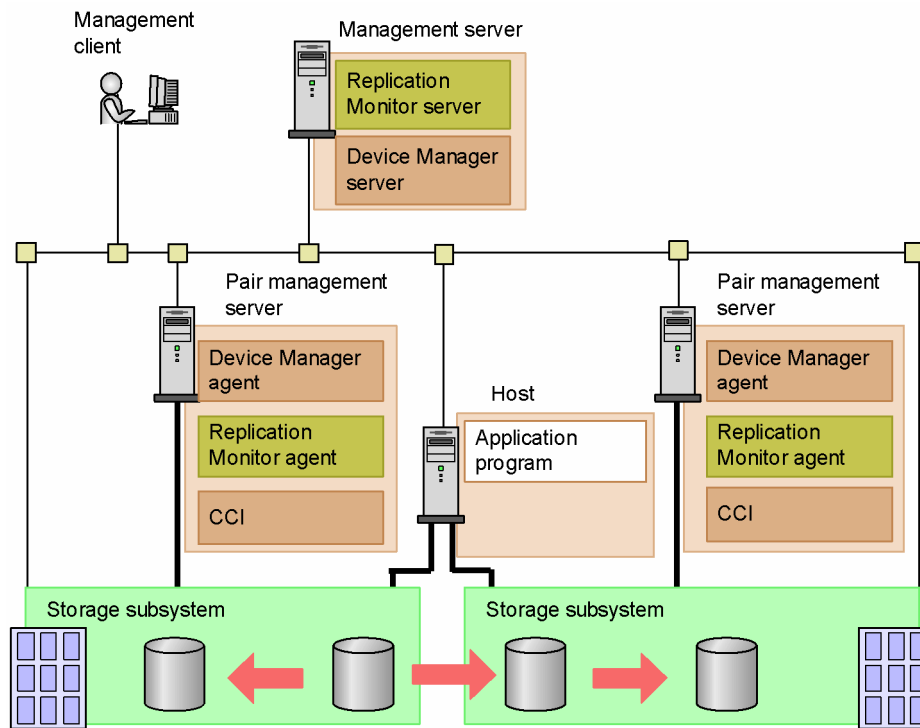 Management
client
Management server
Replication
Monitor server
Device Manager
server
Pair management
server
Device Manager
agent
Replication
Monitor agent
CCI
Host
Application
program
Pair management
server
Device Manager
agent
Replication
Monitor agent
CCI
Storage subsystem
Storage subsystem